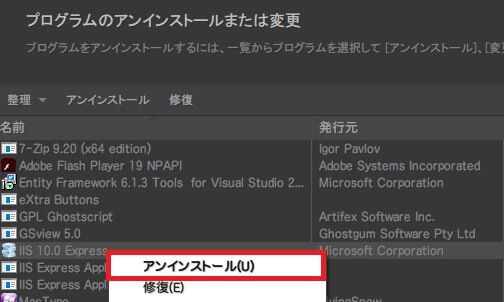 プログラムのアンインストールまたは変更
プログラムをアンインストールするには、一覧からプログラムを選択して [アンインストール]、[変
整理 アンインストール 修復
名前 発行元
7-Zip 9.20 (x64 edition) Igor Pavlov
Adobe Flash Player 19 NPAPI Adobe Systems Incorporated
Entity Framework 6.1.3 Tools for Visual Studio 2... Microsoft Corporation
eXtra Buttons
GPL Ghostscript Artifex Software Inc.
GSview 5.0 Ghostgum Software Pty Ltd
IIS 10.0 Express Microsoft Corporation
IIS Express Appl
アンインストール(U)
IIS Express Appl
修復(E)
MacType